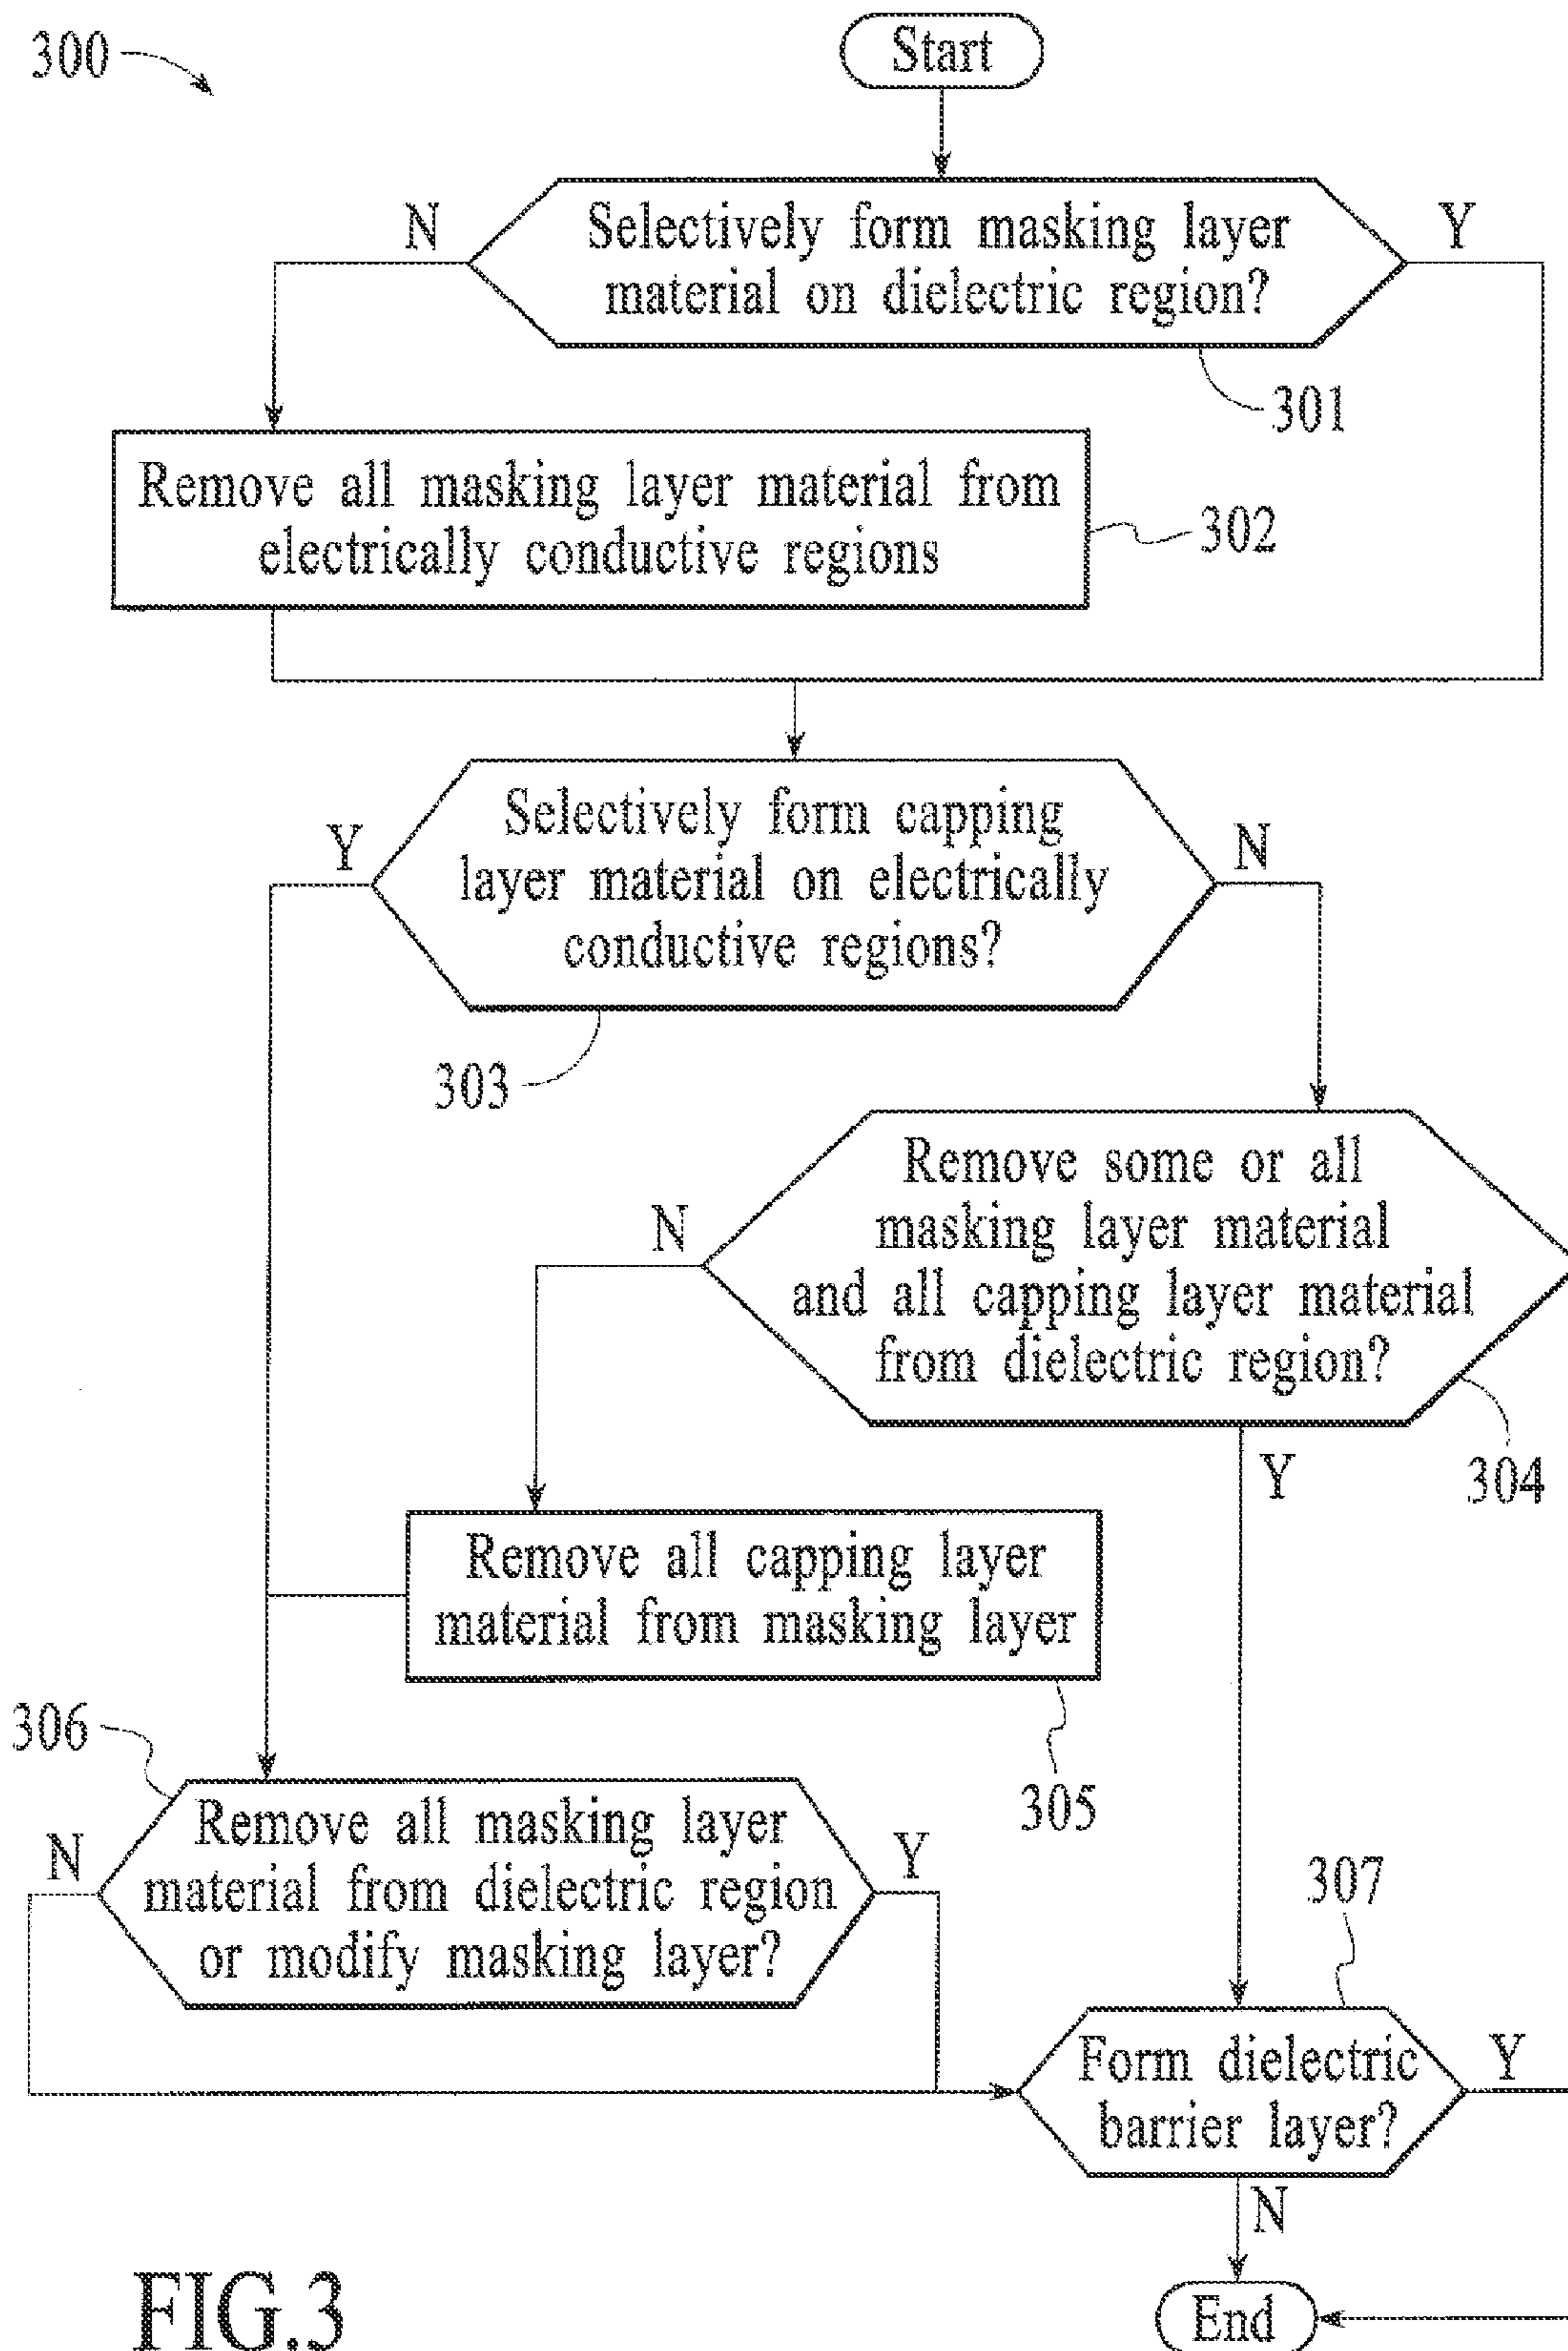 300
Start
N
Selectively form masking layer
material on dielectric region?
Y
301
Remove all masking layer material from
electrically conductive regions
302
Y
Selectively form capping
layer material on electrically
conductive regions?
N
303
N
Remove some or all
masking layer material
and all capping layer material
from dielectric region?
Y
304
Remove all capping layer
material from masking layer
305
306
N
Remove all masking layer
material from dielectric region
or modify masking layer?
Y
307
Form dielectric
barrier layer?
Y
N
End
FIG.3